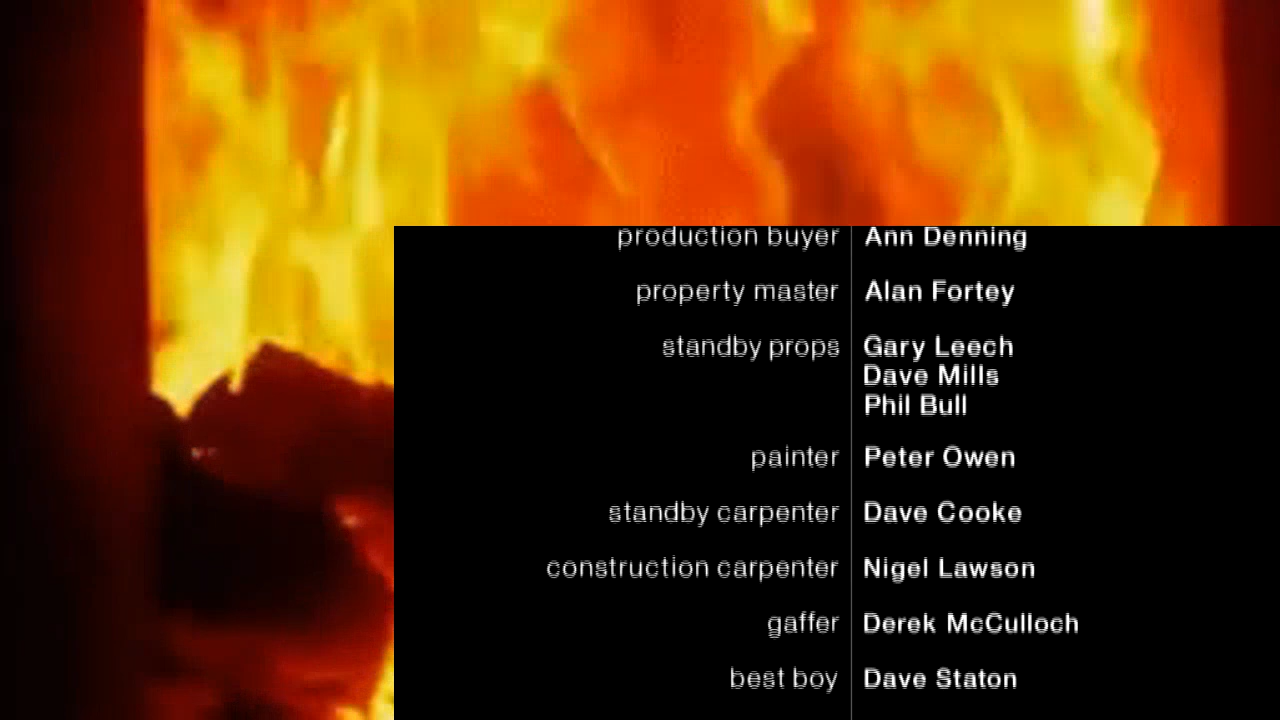 production buyer Ann Denning
property master Alan Fortey
standby props Gary Leech
Dave Mills
Phil Bull
painter Peter Owen
standby carpenter Dave Cooke
construction carpenter Nigel Lawson
gaffer Derek McCulloch
best boy Dave Staton